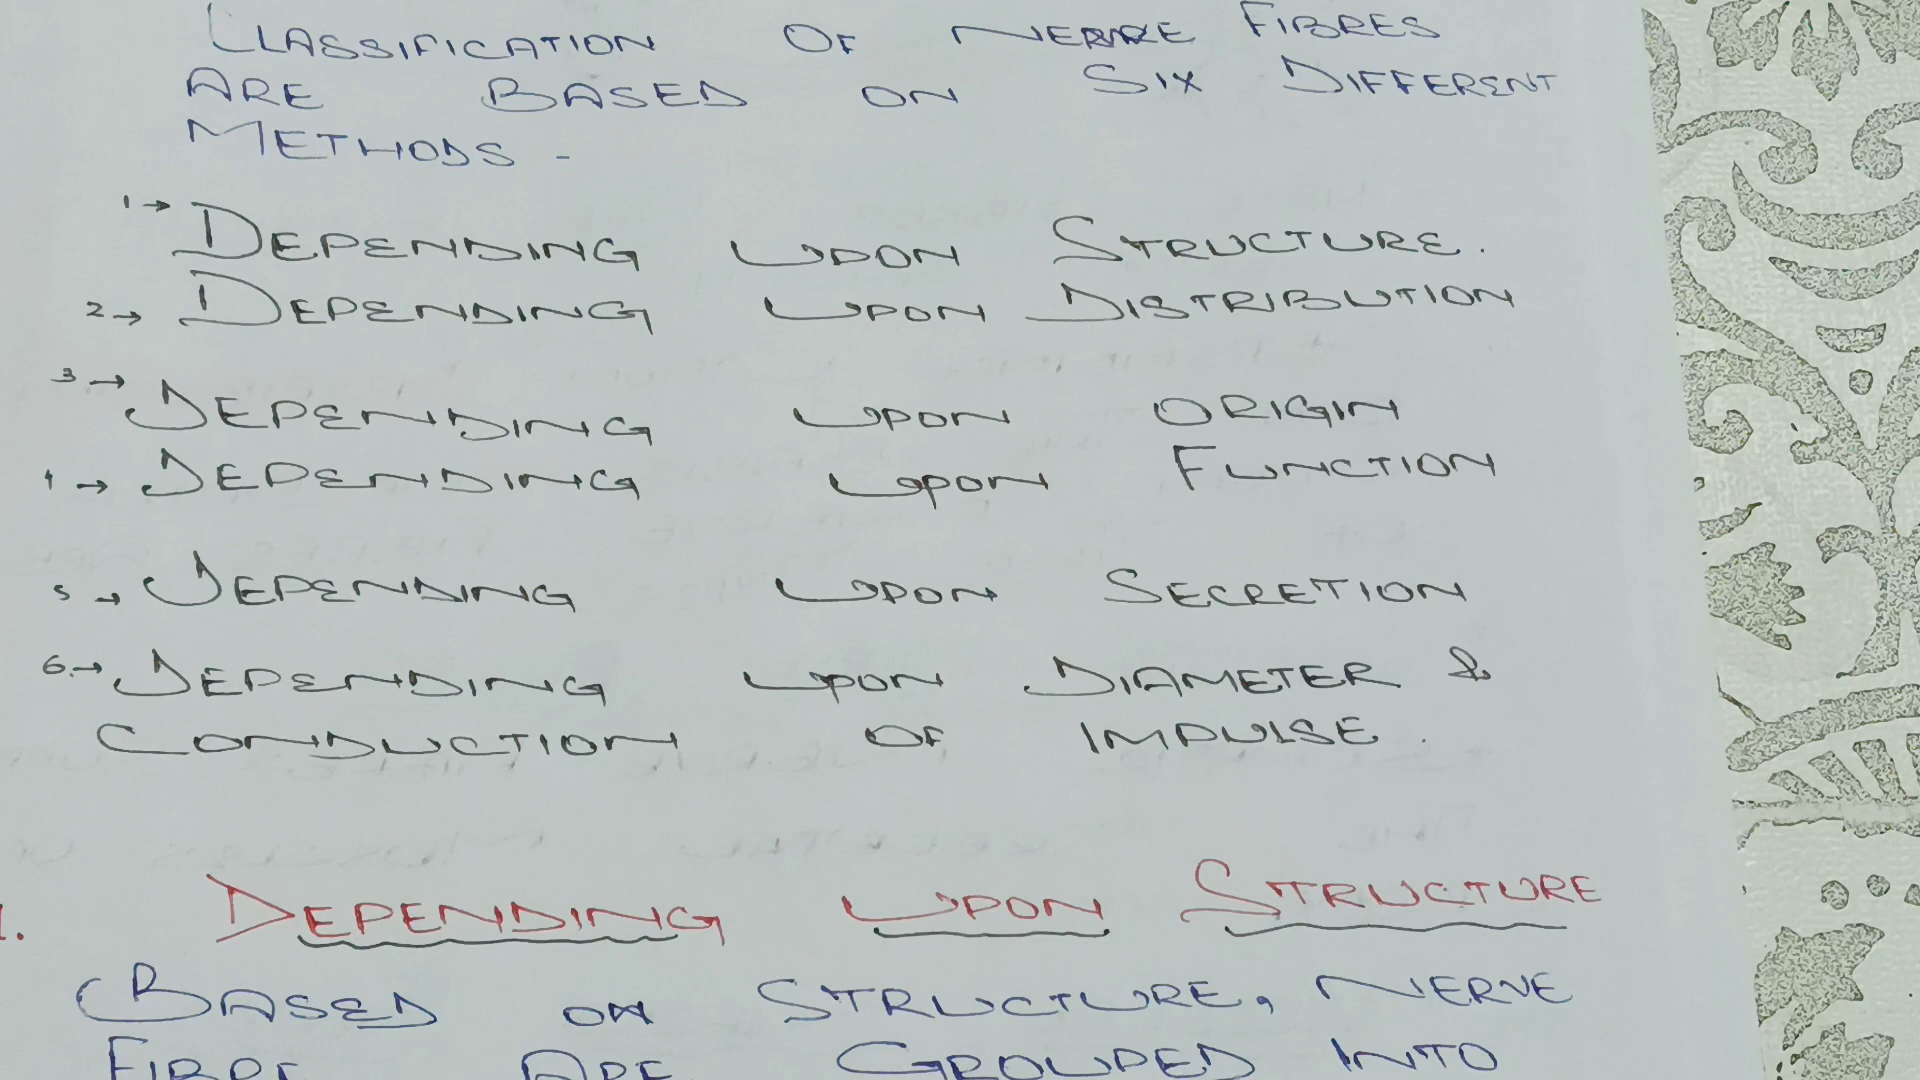 CLASSIFICATION OF NERVE FIBRES
ARE BASED ON SIX DIFFERENT
METHODS -
1→ DEPENDING UPON STRUCTURE.
2→ DEPENDING UPON DISTRIBUTION
3→ DEPENDING UPON ORIGIN
4→ DEPENDING UPON FUNCTION
5→ DEPENDING UPON SECRETION
6→ DEPENDING UPON DIAMETER &
CONDUCTION OF IMPULSE.
1. DEPENDING UPON STRUCTURE
BASED ON STRUCTURE, NERVE
FIBRE ARE GROUPED INTO